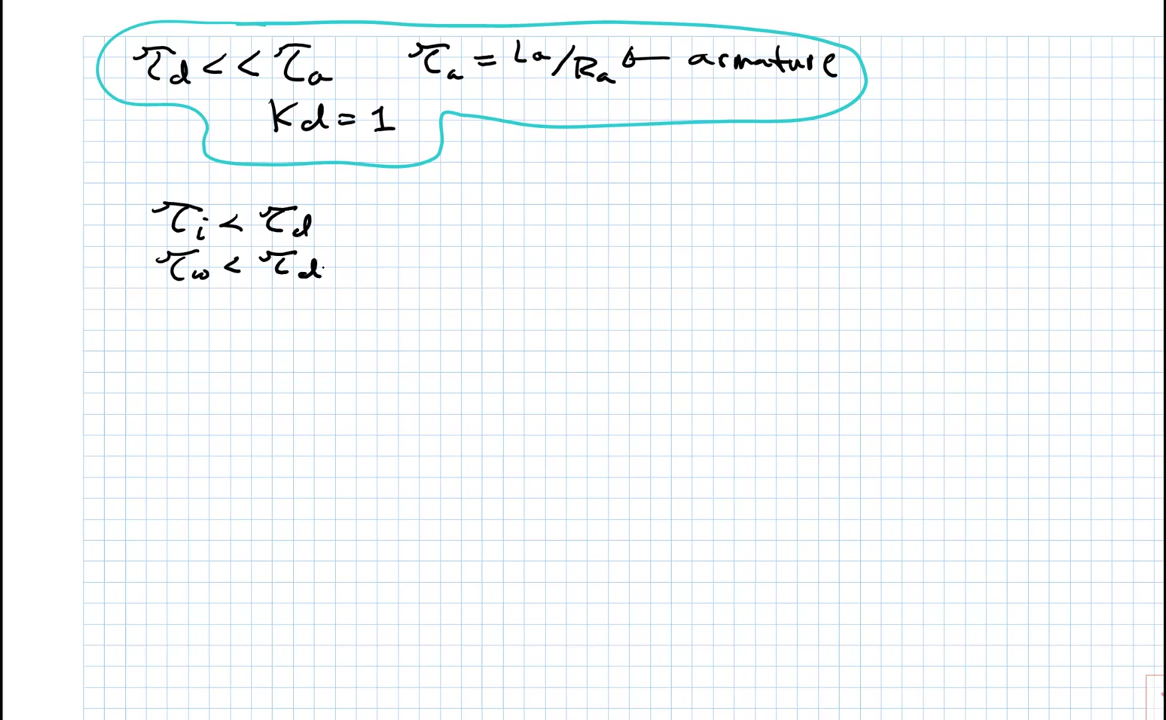 τd << τa   τa = La/Ra ← armature
Kd = 1
τi < τd
τω < τd